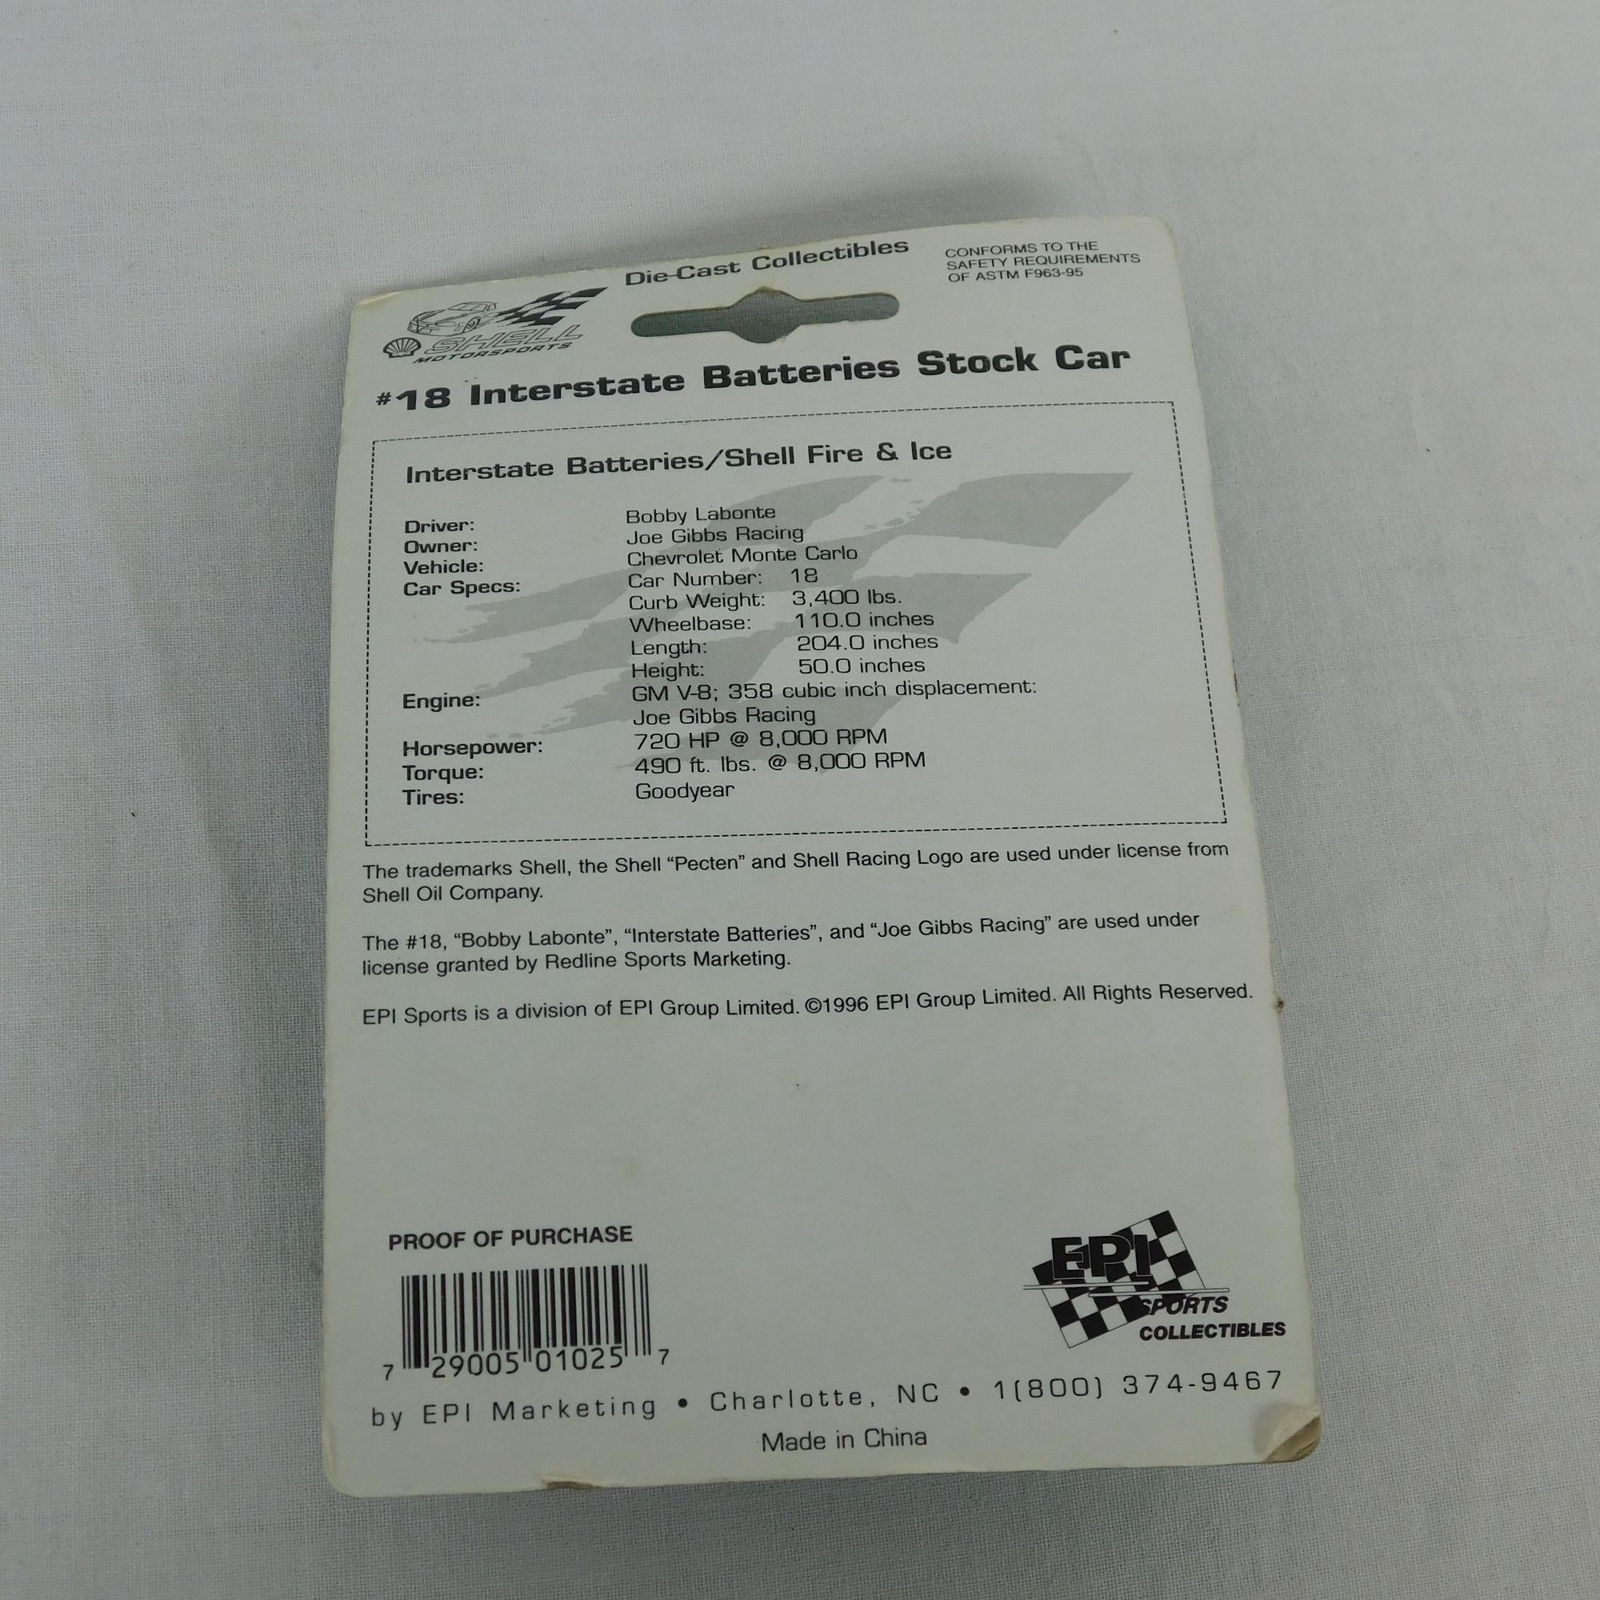 Die-Cast Collectibles
CONFORMS TO THE
SAFETY REQUIREMENTS
OF ASTM F963-95
SHELL
MOTORSPORTS
#18 Interstate Batteries Stock Car
Interstate Batteries/Shell Fire & Ice
Driver: Bobby Labonte
Owner: Joe Gibbs Racing
Vehicle: Chevrolet Monte Carlo
Car Specs: Car Number: 18
Curb Weight: 3,400 lbs.
Wheelbase: 110.0 inches
Length: 204.0 inches
Height: 50.0 inches
Engine: GM V-8; 358 cubic inch displacement:
Joe Gibbs Racing
Horsepower: 720 HP @ 8,000 RPM
Torque: 490 ft. lbs. @ 8,000 RPM
Tires: Goodyear
The trademarks Shell, the Shell “Pecten” and Shell Racing Logo are used under license from
Shell Oil Company.
The #18, “Bobby Labonte”, “Interstate Batteries”, and “Joe Gibbs Racing” are used under
license granted by Redline Sports Marketing.
EPI Sports is a division of EPI Group Limited. ©1996 EPI Group Limited. All Rights Reserved.
PROOF OF PURCHASE
7 29005 01025 7
EPI
SPORTS
COLLECTIBLES
by EPI Marketing • Charlotte, NC • 1(800) 374-9467
Made in China